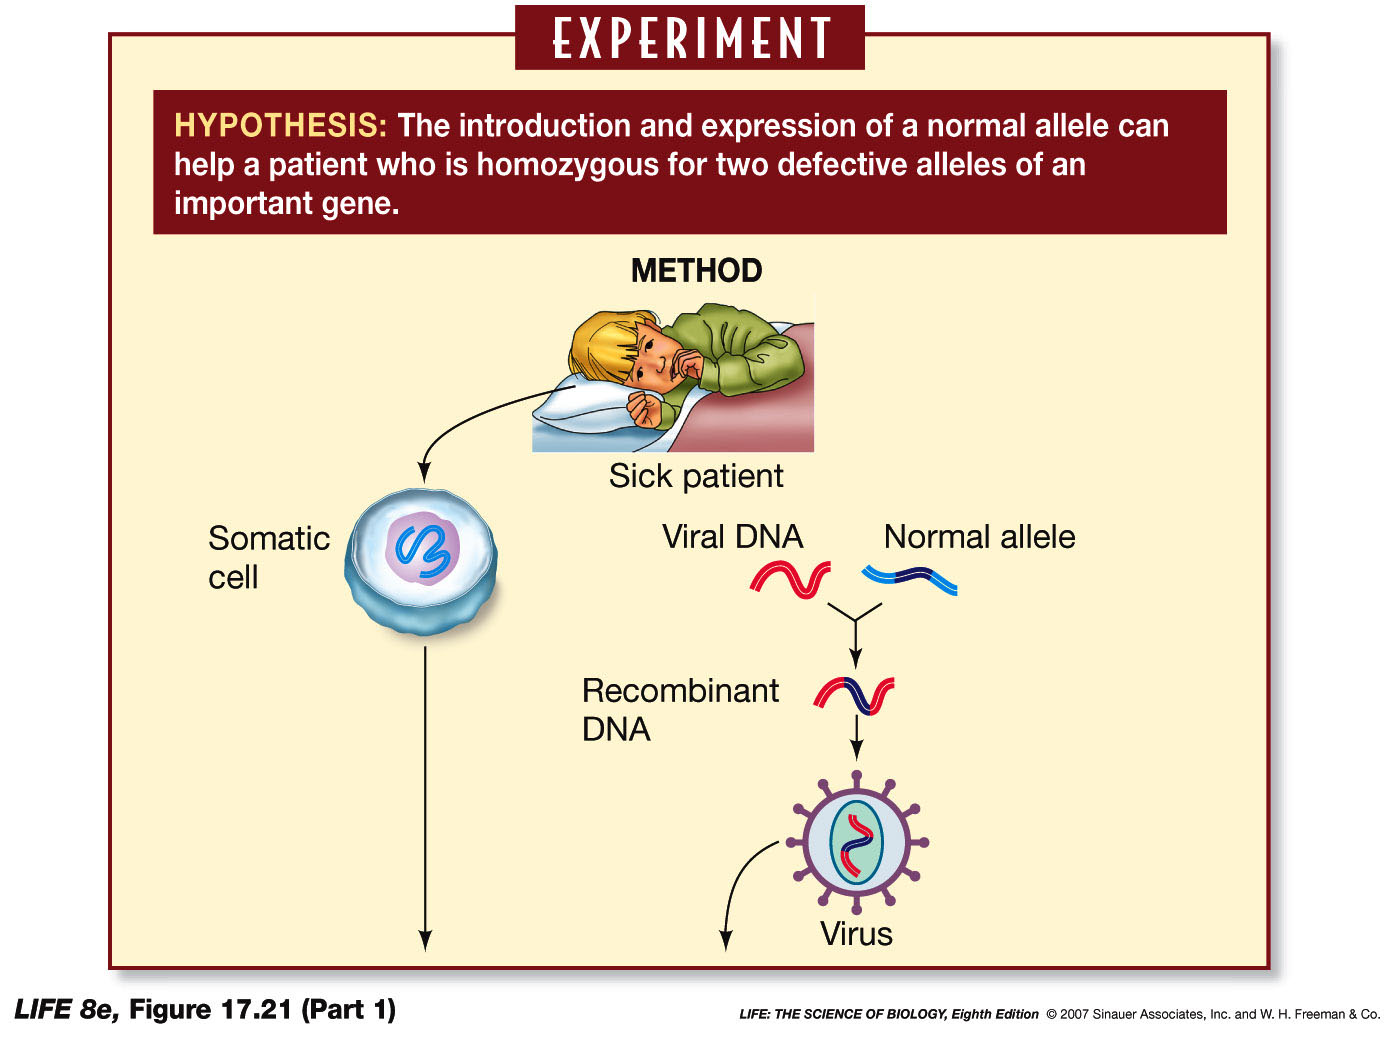 EXPERIMENT
HYPOTHESIS: The introduction and expression of a normal allele can
help a patient who is homozygous for two defective alleles of an
important gene.
METHOD
Sick patient
Somatic
cell
Viral DNA
Normal allele
Recombinant
DNA
Virus
LIFE 8e, Figure 17.21 (Part 1)
LIFE: THE SCIENCE OF BIOLOGY, Eighth Edition © 2007 Sinauer Associates, Inc. and W. H. Freeman & Co.